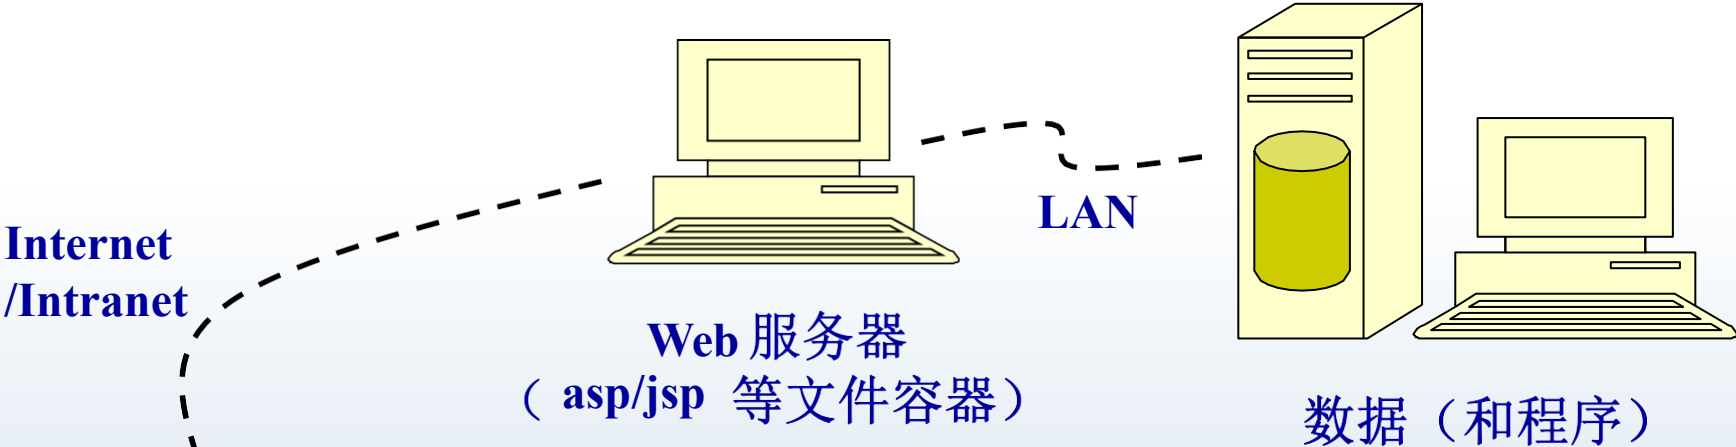 LAN
Internet
/Intranet
Web 服务器
（ asp/jsp 等文件容器）
数据（和程序）